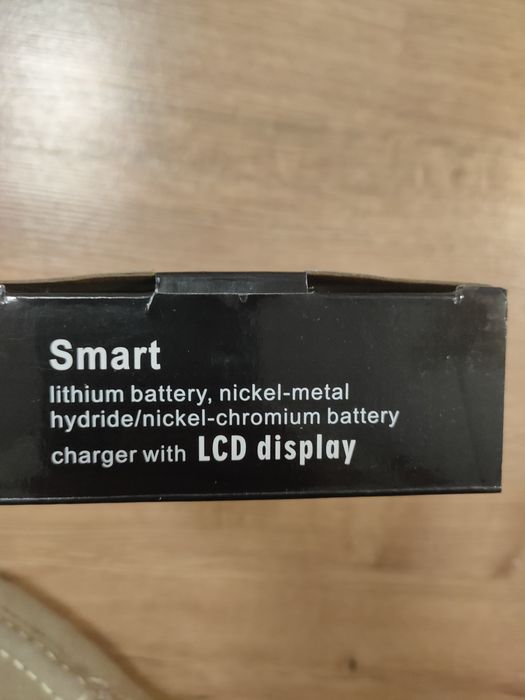 Smart
lithium battery, nickel-metal
hydride/nickel-chromium battery
charger with LCD display